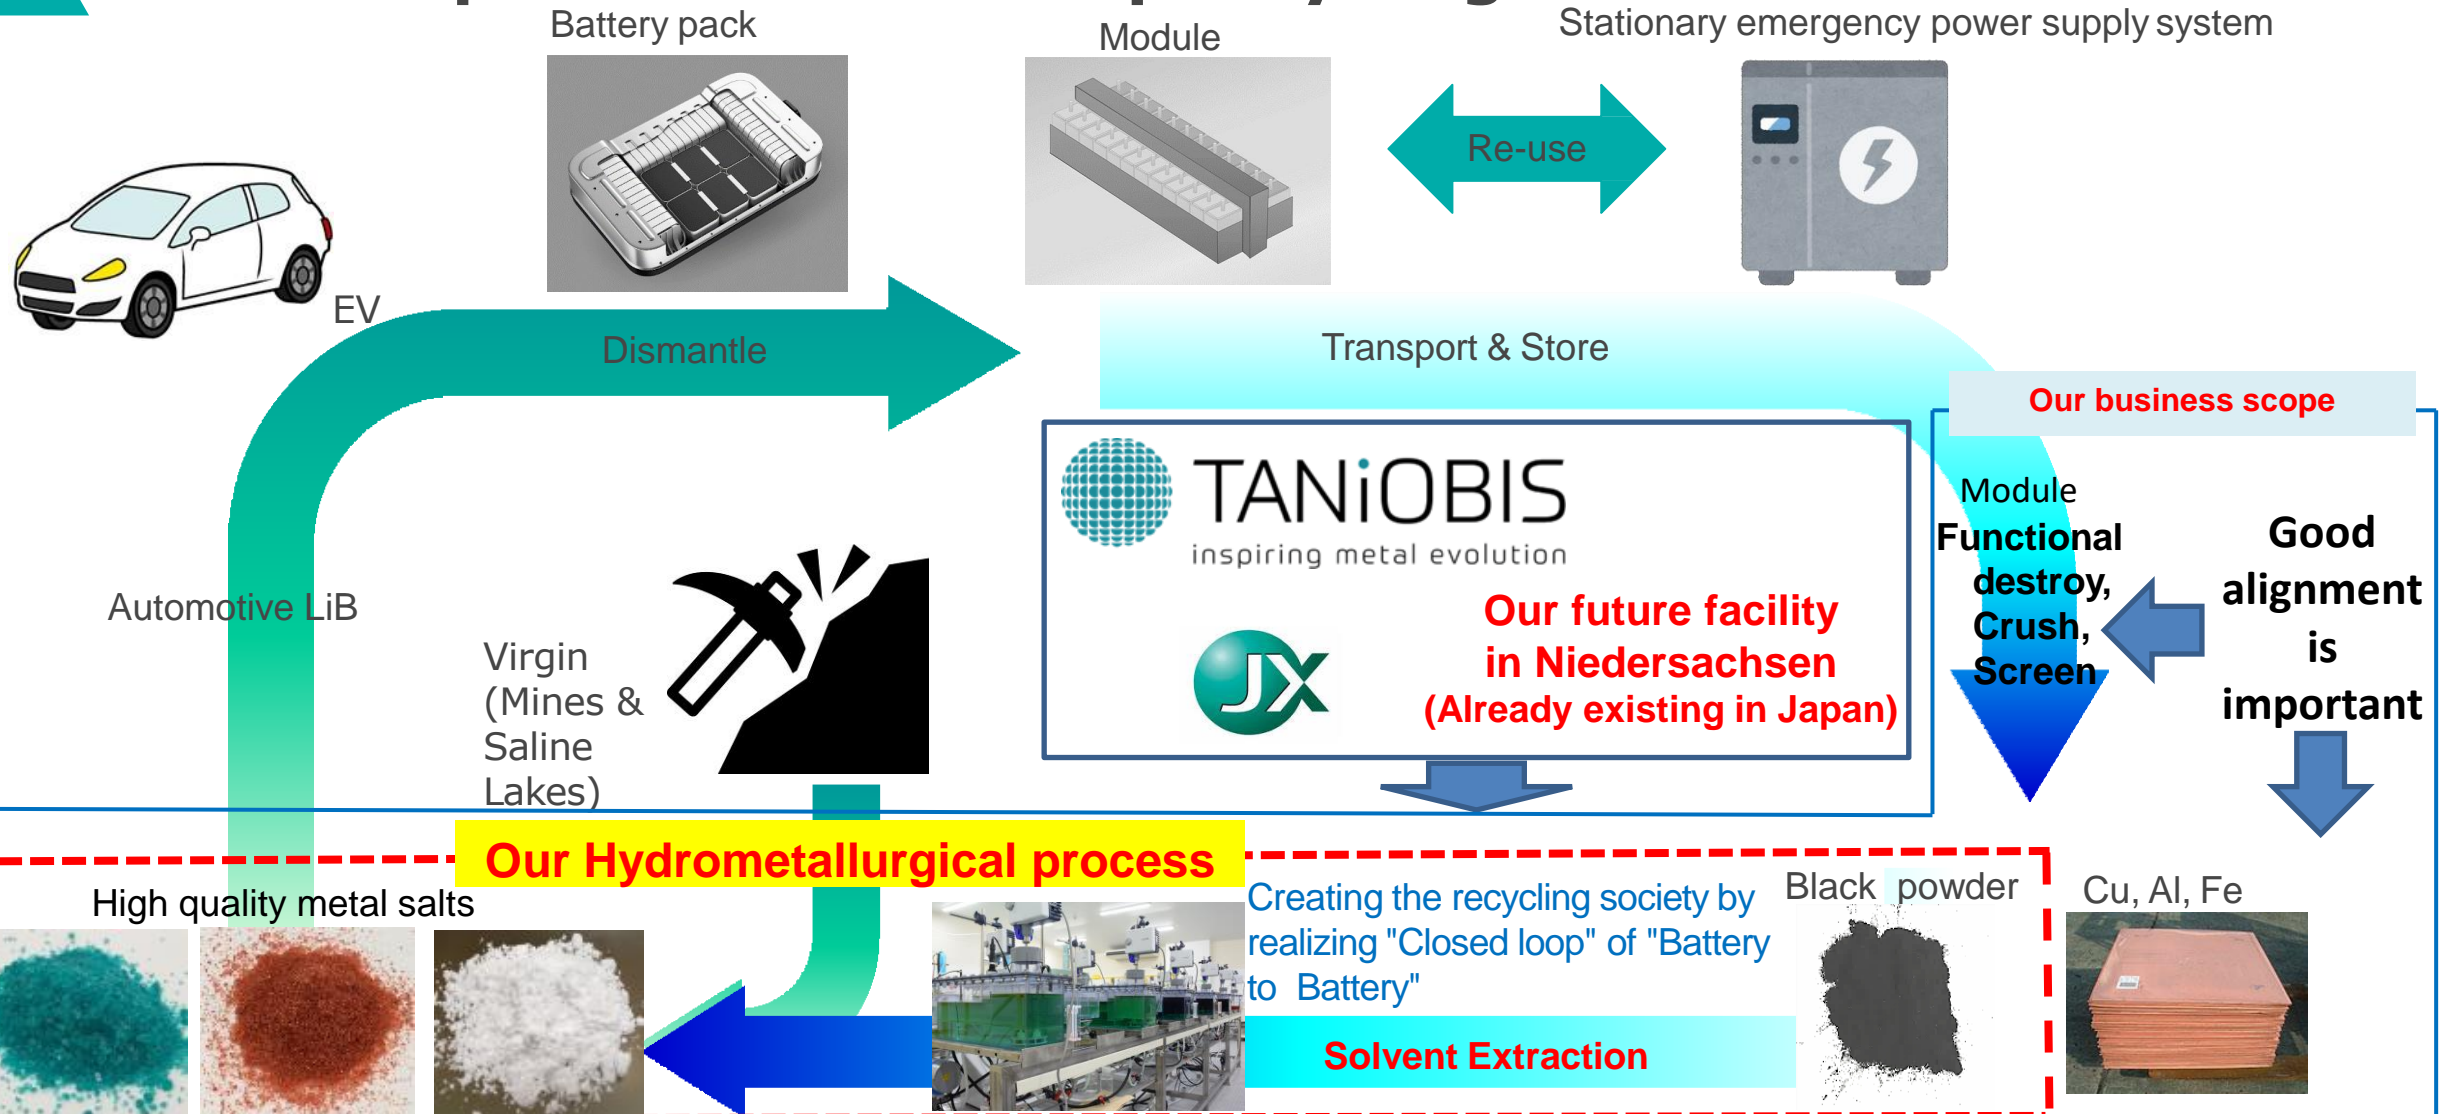 Battery pack
Module
Stationary emergency power supply system
Re-use
EV
Dismantle
Transport & Store
Our business scope
TANiOBIS
inspiring metal evolution
JX
Our future facility
in Niedersachsen
(Already existing in Japan)
Module
Functional
destroy,
Crush,
Screen
Good
alignment
is
important
Automotive LiB
Virgin
(Mines &
Saline
Lakes)
Our Hydrometallurgical process
High quality metal salts
Creating the recycling society by
realizing "Closed loop" of "Battery
to Battery"
Black powder
Cu, Al, Fe
Solvent Extraction